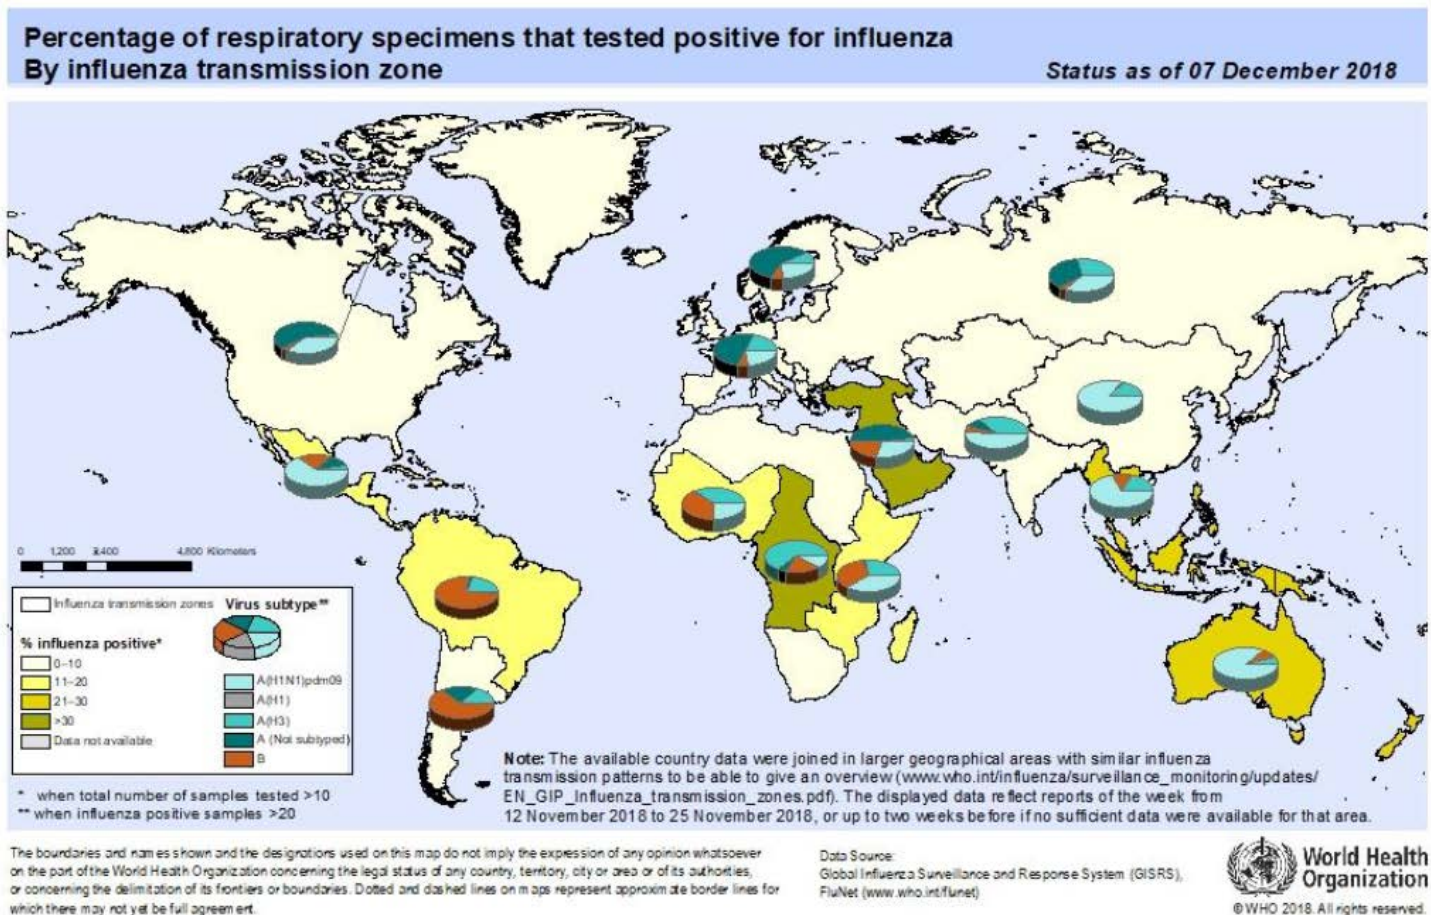 Percentage of respiratory specimens that tested positive for influenza
By influenza transmission zone
Status as of 07 December 2018
0 1,200 2,400 4,800 Kilometers
Influenza transmission zones
Virus subtype**
% influenza positive*
0-10
11-20
21-30
>30
Data not available
A(H1N1)pdm09
A(H1)
A(H3)
A (Not subtyped)
B
* when total number of samples tested >10
** when influenza positive samples >20
Note: The available country data were joined in larger geographical areas with similar influenza
transmission patterns to be able to give an overview (www.who.int/influenza/surveillance_monitoring/updates/
EN_GIP_Influenza_transmission_zones.pdf). The displayed data reflect reports of the week from
12 November 2018 to 25 November 2018, or up to two weeks before if no sufficient data were available for that area.
The boundaries and names shown and the designations used on this map do not imply the expression of any opinion whatsoever
on the part of the World Health Organization concerning the legal status of any country, territory, city or area or of its authorities,
or concerning the delimitation of its frontiers or boundaries. Dotted and dashed lines on maps represent approximate border lines for
which there may not yet be full agreement.
Data Source:
Global Influenza Surveillance and Response System (GISRS),
FluNet (www.who.int/flunet)
World Health
Organization
© WHO 2018. All rights reserved.